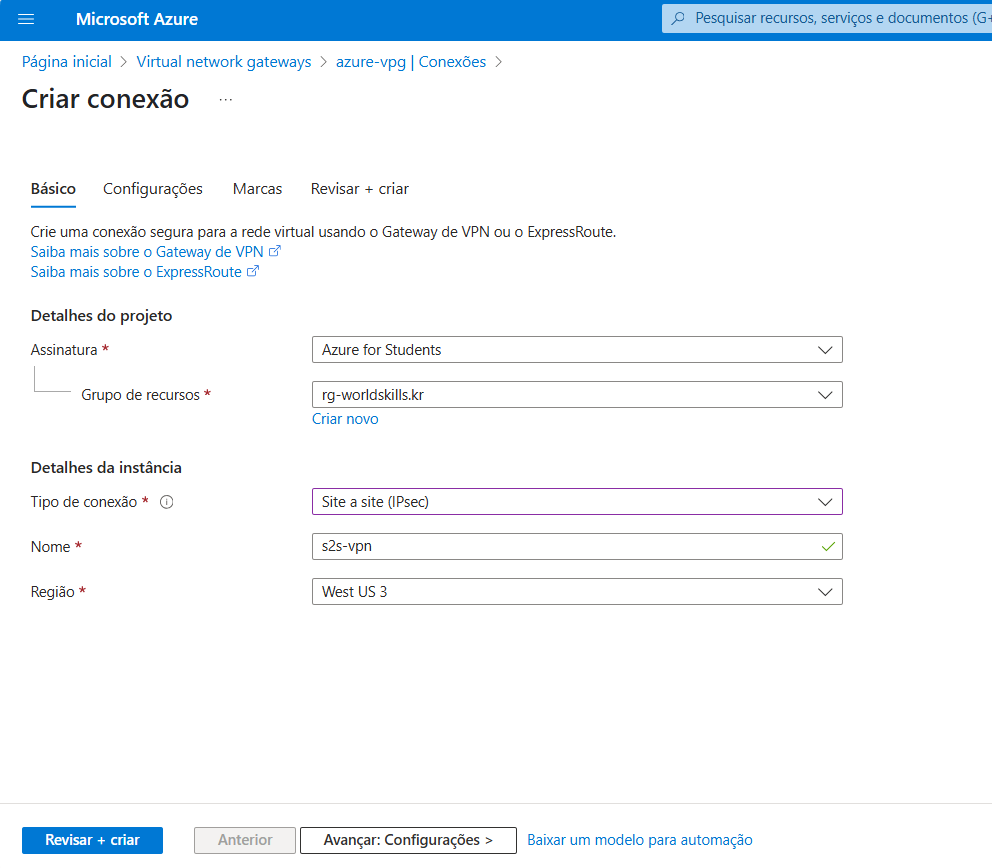 Microsoft Azure
Pesquisar recursos, serviços e documentos (G+
Página inicial > Virtual network gateways > azure-vpg | Conexões >
Criar conexão ...
Básico Configurações Marcas Revisar + criar
Crie uma conexão segura para a rede virtual usando o Gateway de VPN ou o ExpressRoute.
Saiba mais sobre o Gateway de VPN
Saiba mais sobre o ExpressRoute
Detalhes do projeto
Assinatura * Azure for Students
Grupo de recursos * rg-worldskills.kr
Criar novo
Detalhes da instância
Tipo de conexão * Site a site (IPsec)
Nome * s2s-vpn
Região * West US 3
Revisar + criar Anterior Avançar: Configurações > Baixar um modelo para automação